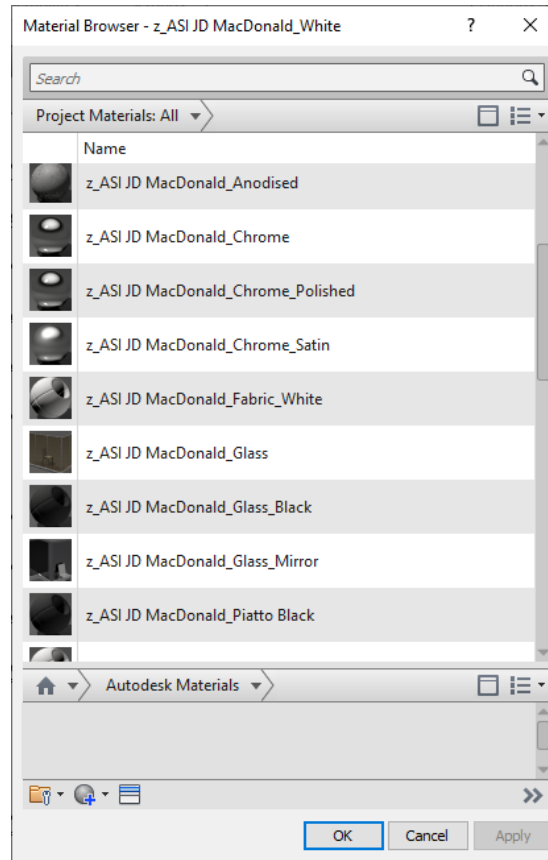 Material Browser - z_ASI JD MacDonald_White
?
Search
Project Materials: All
Name
z_ASI JD MacDonald_Anodised
z_ASI JD MacDonald_Chrome
z_ASI JD MacDonald_Chrome_Polished
z_ASI JD MacDonald_Chrome_Satin
z_ASI JD MacDonald_Fabric_White
z_ASI JD MacDonald_Glass
z_ASI JD MacDonald_Glass_Black
z_ASI JD MacDonald_Glass_Mirror
z_ASI JD MacDonald_Piatto Black
Autodesk Materials
OK Cancel Apply